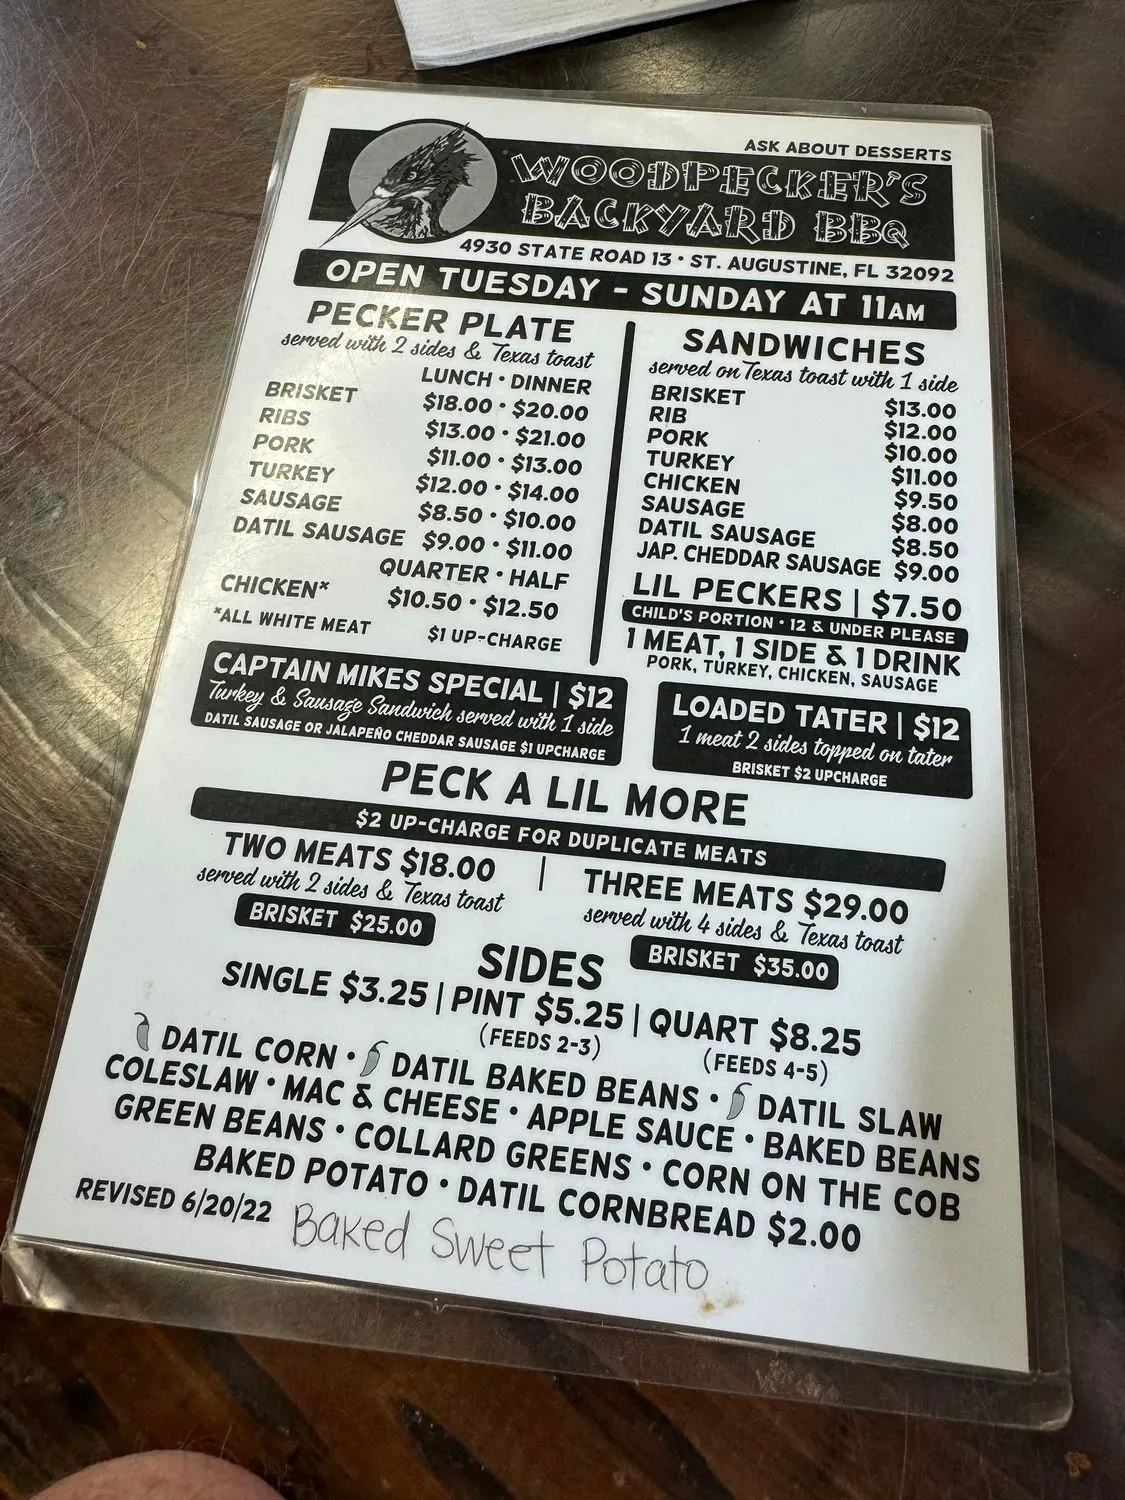 ASK ABOUT DESSERTS
WOODPECKER'S
BACKYARD BBQ
4930 STATE ROAD 13 • ST. AUGUSTINE, FL 32092
OPEN TUESDAY - SUNDAY AT 11AM
PECKER PLATE
served with 2 sides & Texas toast
LUNCH • DINNER
BRISKET $18.00 • $20.00
RIBS $13.00 • $21.00
PORK $11.00 • $13.00
TURKEY $12.00 • $14.00
SAUSAGE $8.50 • $10.00
DATIL SAUSAGE $9.00 • $11.00
QUARTER • HALF
CHICKEN* $10.50 • $12.50
*ALL WHITE MEAT $1 UP-CHARGE
SANDWICHES
served on Texas toast with 1 side
BRISKET $13.00
RIB $12.00
PORK $10.00
TURKEY $11.00
CHICKEN $9.50
SAUSAGE $8.00
DATIL SAUSAGE $8.50
JAP. CHEDDAR SAUSAGE $9.00
LIL PECKERS | $7.50
CHILD'S PORTION • 12 & UNDER PLEASE
1 MEAT, 1 SIDE & 1 DRINK
PORK, TURKEY, CHICKEN, SAUSAGE
CAPTAIN MIKES SPECIAL | $12
Turkey & Sausage Sandwich served with 1 side
DATIL SAUSAGE OR JALAPEÑO CHEDDAR SAUSAGE $1 UPCHARGE
LOADED TATER | $12
1 meat 2 sides topped on tater
BRISKET $2 UPCHARGE
PECK A LIL MORE
$2 UP-CHARGE FOR DUPLICATE MEATS
TWO MEATS $18.00
served with 2 sides & Texas toast
BRISKET $25.00
THREE MEATS $29.00
served with 4 sides & Texas toast
BRISKET $35.00
SIDES
SINGLE $3.25 | PINT $5.25 | QUART $8.25
(FEEDS 2-3) (FEEDS 4-5)
DATIL CORN • DATIL BAKED BEANS • DATIL SLAW
COLESLAW • MAC & CHEESE • APPLE SAUCE • BAKED BEANS
GREEN BEANS • COLLARD GREENS • CORN ON THE COB
BAKED POTATO • DATIL CORNBREAD $2.00
REVISED 6/20/22
Baked Sweet Potato